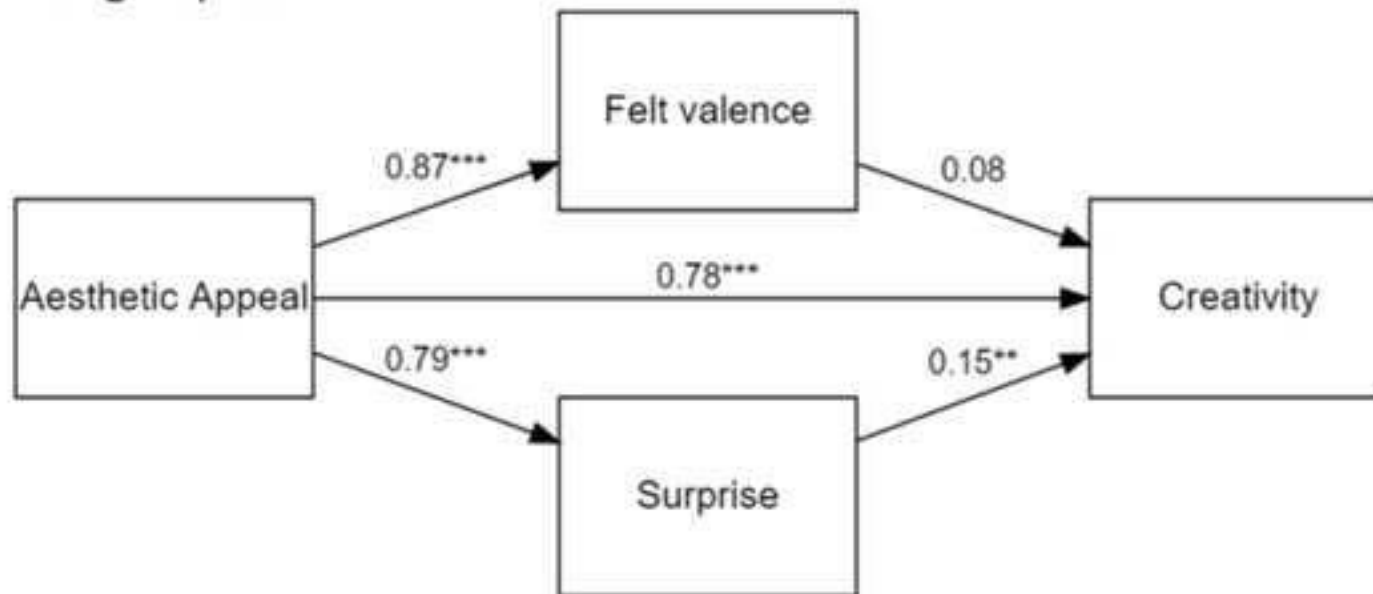 Felt valence
0.87***
0.08
Aesthetic Appeal
0.78***
Creativity
0.79***
0.15**
Surprise